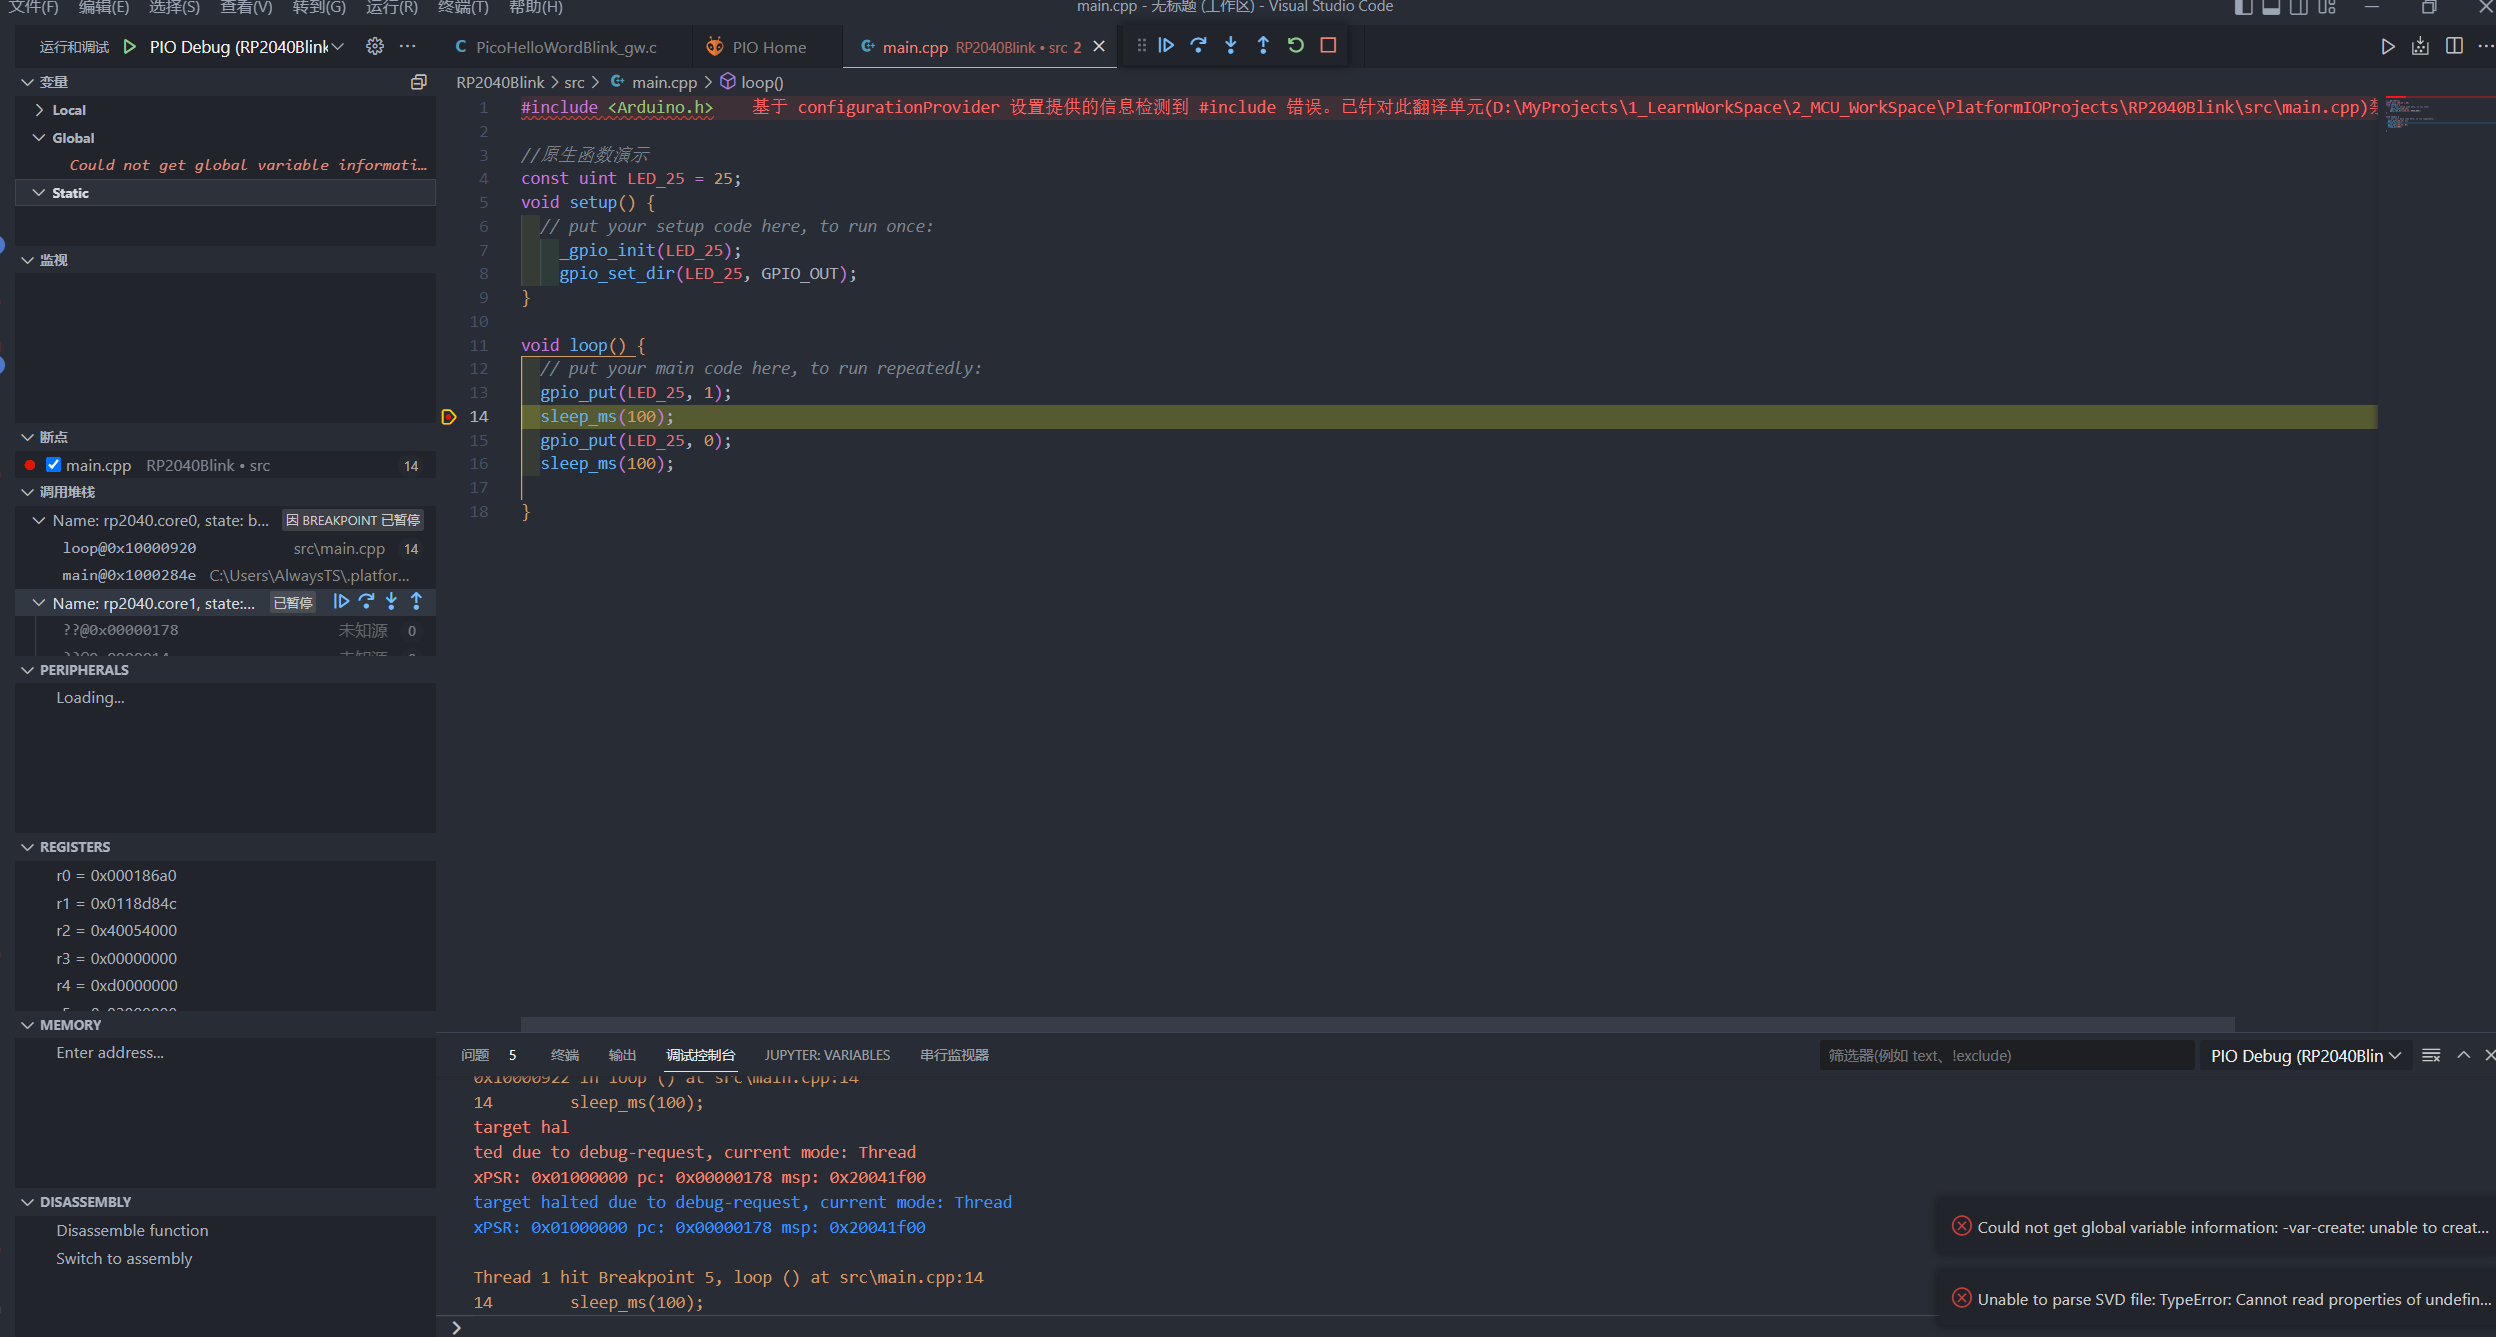 文件(F) 编辑(E) 选择(S) 查看(V) 转到(G) 运行(R) 终端(T) 帮助(H)
main.cpp - 无标题 (工作区) - Visual Studio Code
运行和调试 PIO Debug (RP2040Blink
PicoHelloWordBlink_gw.c PIO Home main.cpp RP2040Blink • src 2
变量
Local
Global
Could not get global variable informati...
Static
监视
断点
main.cpp RP2040Blink • src 14
调用堆栈
Name: rp2040.core0, state: b... 因 BREAKPOINT 已暂停
loop@0x10000920 src\main.cpp 14
main@0x1000284e C:\Users\AlwaysTS\.platfor...
Name: rp2040.core1, state:... 已暂停
??@0x00000178 未知源 0
PERIPHERALS
Loading...
REGISTERS
r0 = 0x000186a0
r1 = 0x0118d84c
r2 = 0x40054000
r3 = 0x00000000
r4 = 0xd0000000
MEMORY
Enter address...
DISASSEMBLY
Disassemble function
Switch to assembly
RP2040Blink > src > main.cpp > loop()
1 #include <Arduino.h> 基于 configurationProvider 设置提供的信息检测到 #include 错误。已针对此翻译单元(D:\MyProjects\1_LearnWorkSpace\2_MCU_WorkSpace\PlatformIOProjects\RP2040Blink\src\main.cpp)
2
3 //原生函数演示
4 const uint LED_25 = 25;
5 void setup() {
6 // put your setup code here, to run once:
7 _gpio_init(LED_25);
8 gpio_set_dir(LED_25, GPIO_OUT);
9 }
10
11 void loop() {
12 // put your main code here, to run repeatedly:
13 gpio_put(LED_25, 1);
14 sleep_ms(100);
15 gpio_put(LED_25, 0);
16 sleep_ms(100);
17
18 }
问题 5 终端 输出 调试控制台 JUPYTER: VARIABLES 串行监视器
筛选器(例如 text、!exclude) PIO Debug (RP2040Blin
0x10000922 in loop () at src\main.cpp:14
14 sleep_ms(100);
target hal
ted due to debug-request, current mode: Thread
xPSR: 0x01000000 pc: 0x00000178 msp: 0x20041f00
target halted due to debug-request, current mode: Thread
xPSR: 0x01000000 pc: 0x00000178 msp: 0x20041f00
Thread 1 hit Breakpoint 5, loop () at src\main.cpp:14
14 sleep_ms(100);
Could not get global variable information: -var-create: unable to creat...
Unable to parse SVD file: TypeError: Cannot read properties of undefin...